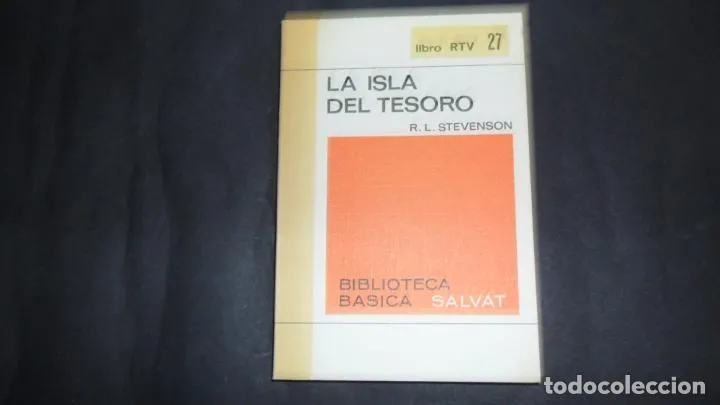 libro RTV 27
LA ISLA
DEL TESORO
R. L. STEVENSON
BIBLIOTECA
BASICA SALVAT
todocoleccion